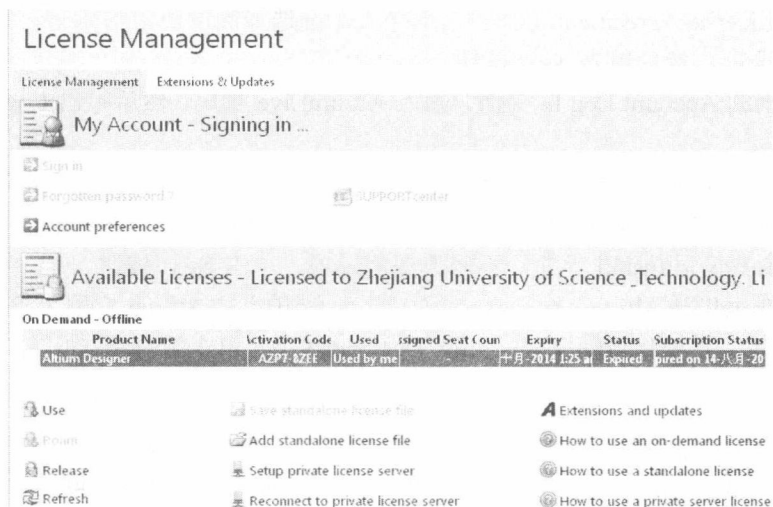 License Management
License Management Extensions & Updates
My Account - Signing in ...
Sign in
Forgotten password ? SUPPORTcenter
Account preferences
Available Licenses - Licensed to Zhejiang University of Science _Technology. Li
On Demand - Offline
Product Name ctivation Code Used ssigned Seat Coun Expiry Status Subscription Status
Altium Designer AZP7-8ZEE Used by me - 十月-2014 1:25 a Expired pired on 14-八月-20
Use Save standalone license file Extensions and updates
Roam Add standalone license file How to use an on-demand license
Release Setup private license server How to use a standalone license
Refresh Reconnect to private license server How to use a private server license